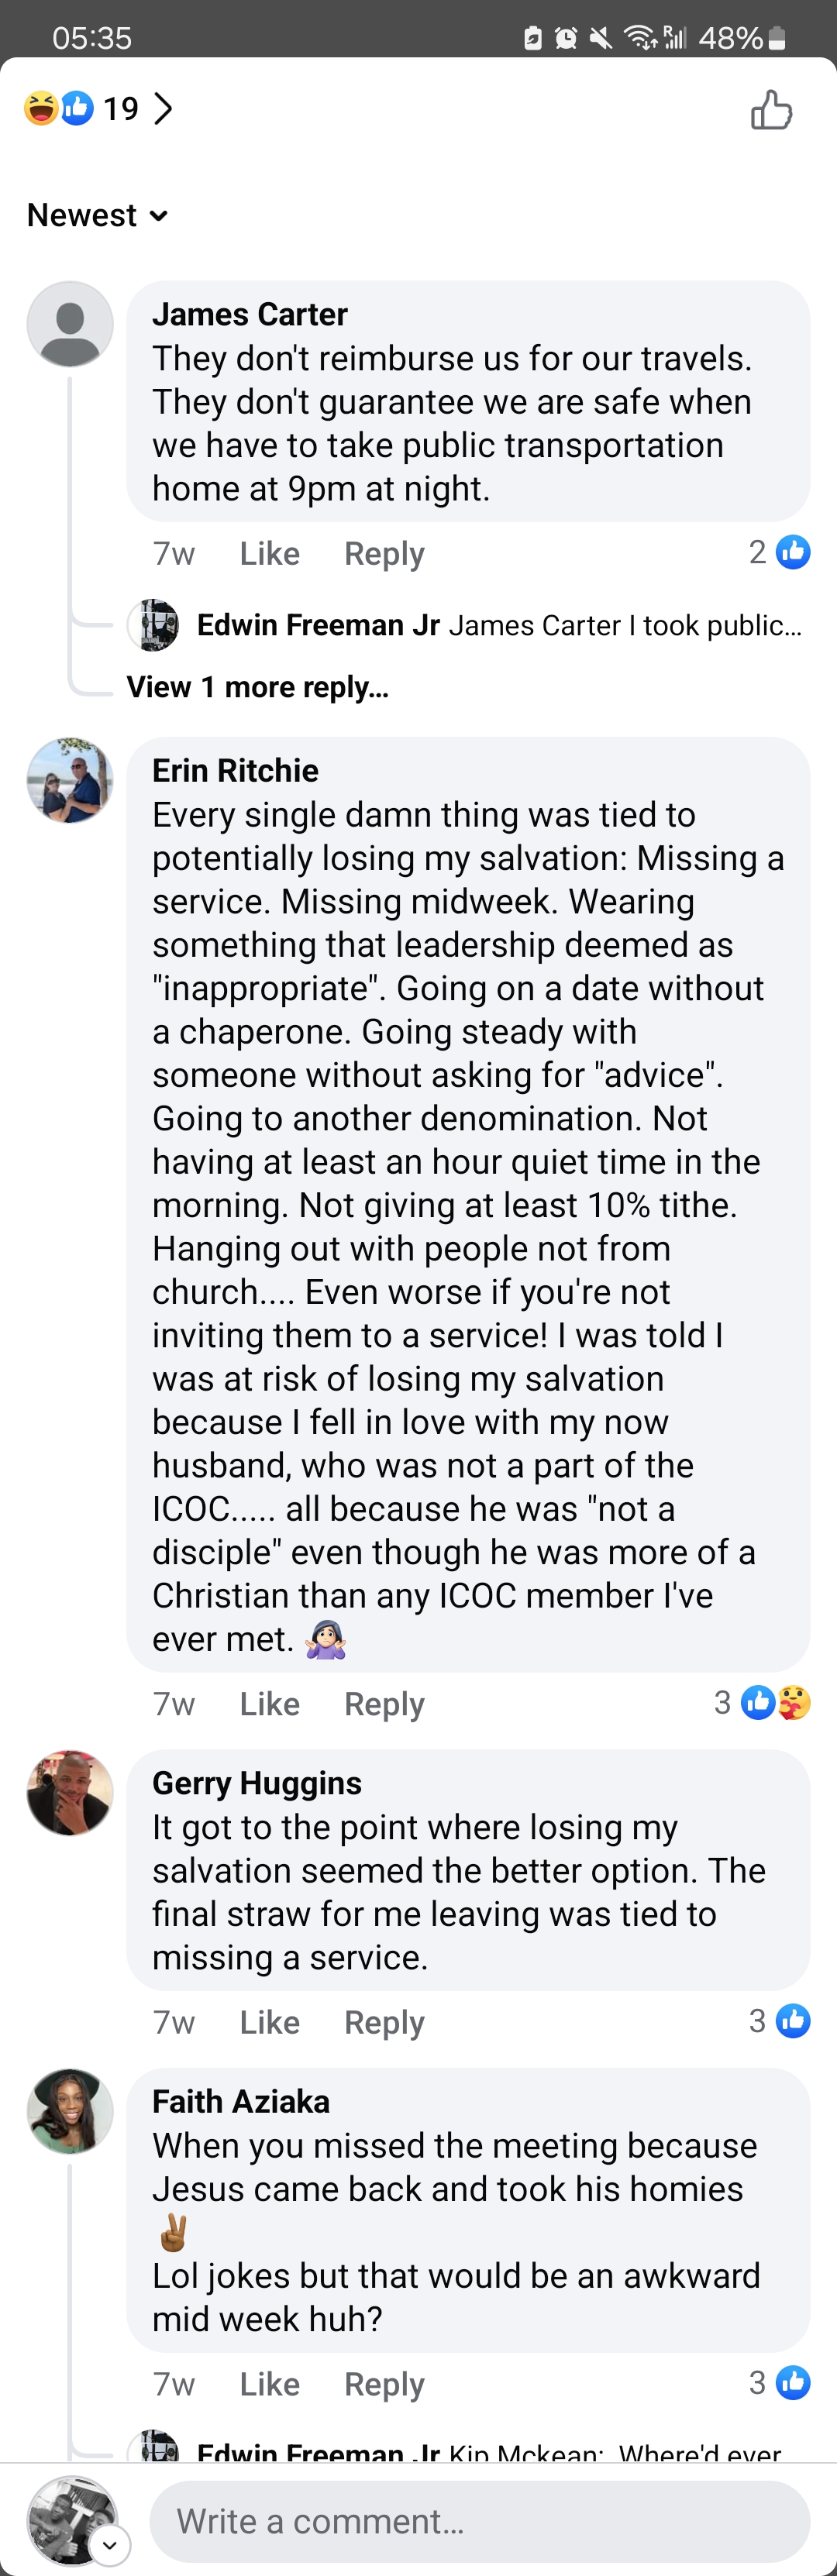 05:35
R
48%
19
Newest
James Carter
They don't reimburse us for our travels.
They don't guarantee we are safe when
we have to take public transportation
home at 9pm at night.
7w Like Reply 2
Edwin Freeman Jr James Carter I took public...
View 1 more reply...
Erin Ritchie
Every single damn thing was tied to
potentially losing my salvation: Missing a
service. Missing midweek. Wearing
something that leadership deemed as
"inappropriate". Going on a date without
a chaperone. Going steady with
someone without asking for "advice".
Going to another denomination. Not
having at least an hour quiet time in the
morning. Not giving at least 10% tithe.
Hanging out with people not from
church.... Even worse if you're not
inviting them to a service! I was told I
was at risk of losing my salvation
because I fell in love with my now
husband, who was not a part of the
ICOC..... all because he was "not a
disciple" even though he was more of a
Christian than any ICOC member I've
ever met. 🤷🏻‍♀️
7w Like Reply 3
Gerry Huggins
It got to the point where losing my
salvation seemed the better option. The
final straw for me leaving was tied to
missing a service.
7w Like Reply 3
Faith Aziaka
When you missed the meeting because
Jesus came back and took his homies
✌🏾
Lol jokes but that would be an awkward
mid week huh?
7w Like Reply 3
Edwin Freeman Jr Kip Mckean: Where'd ever
Write a comment...